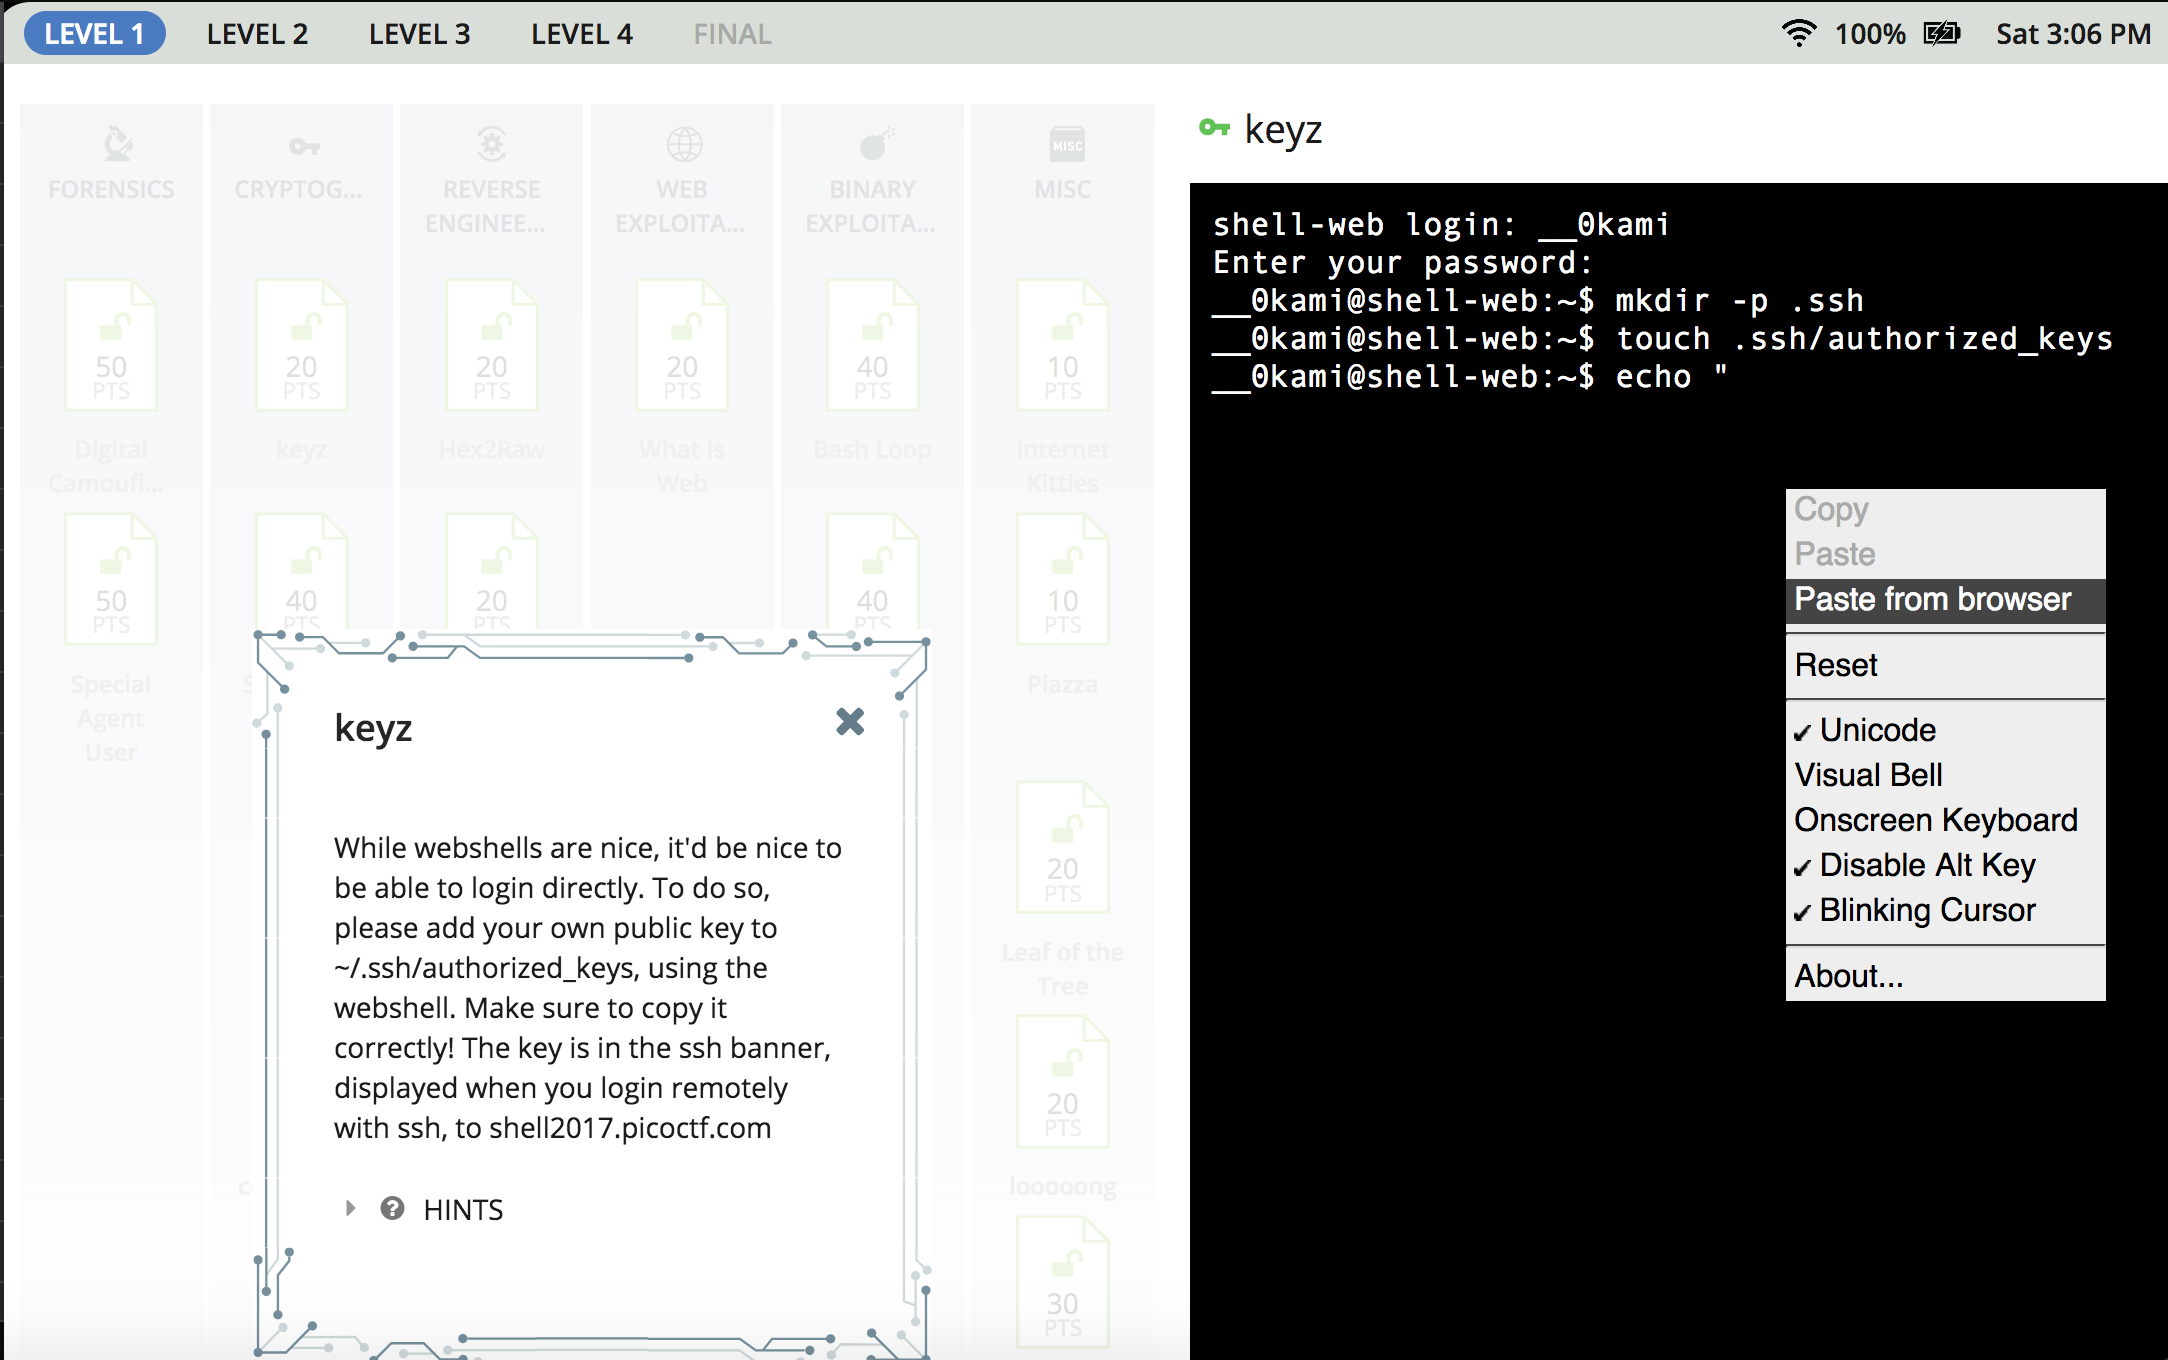 LEVEL 1 LEVEL 2 LEVEL 3 LEVEL 4 FINAL 100% Sat 3:06 PM
FORENSICS
CRYPTOG...
REVERSE
ENGINEE...
WEB
EXPLOITA...
BINARY
EXPLOITA...
MISC
MISC
50
PTS
Digital
Camoufl...
20
PTS
keyz
20
PTS
Hex2Raw
20
PTS
What Is
Web
40
PTS
Bash Loop
10
PTS
Internet
Kitties
50
PTS
Special
Agent
User
40
PTS
20
PTS
40
PTS
10
PTS
Piazza
20
PTS
Leaf of the
Tree
20
PTS
looooong
30
PTS
keyz
While webshells are nice, it'd be nice to
be able to login directly. To do so,
please add your own public key to
~/.ssh/authorized_keys, using the
webshell. Make sure to copy it
correctly! The key is in the ssh banner,
displayed when you login remotely
with ssh, to shell2017.picoctf.com
HINTS
keyz
shell-web login: __0kami
Enter your password:
__0kami@shell-web:~$ mkdir -p .ssh
__0kami@shell-web:~$ touch .ssh/authorized_keys
__0kami@shell-web:~$ echo "
Copy
Paste
Paste from browser
Reset
✓ Unicode
Visual Bell
Onscreen Keyboard
✓ Disable Alt Key
✓ Blinking Cursor
About...